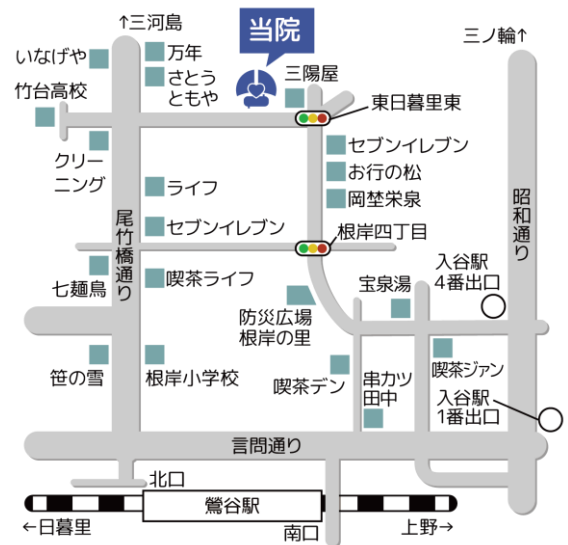 ↑三河島
当院
三ノ輪↑
いなげや
万年
さとう
ともや
三陽屋
竹台高校
東日暮里東
クリー
ニング
セブンイレブン
お行の松
岡埜栄泉
ライフ
尾竹橋通り
昭和通り
セブンイレブン
根岸四丁目
七麺鳥
喫茶ライフ
入谷駅
4番出口
宝泉湯
防災広場
根岸の里
笹の雪
根岸小学校
喫茶デン
串カツ
田中
喫茶ジァン
入谷駅
1番出口
言問通り
北口
鶯谷駅
←日暮里
南口
上野→